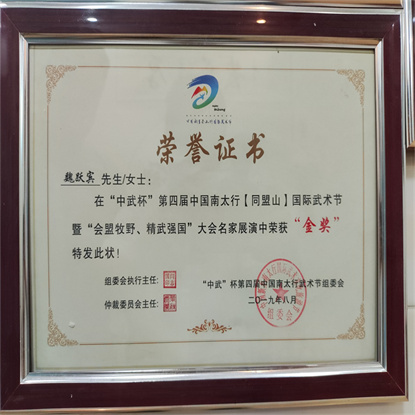 荣誉证书
魏跃宾 先生/女士：
在“中武杯”第四届中国南太行【同盟山】国际武术节
暨“会盟牧野、精武强国”大会名家展演中荣获“金奖”
特发此状！
组委会执行主任：
仲裁委员会主任：
“中武”杯第四届中国南太行武术节组委会
二〇一九年八月
组委会